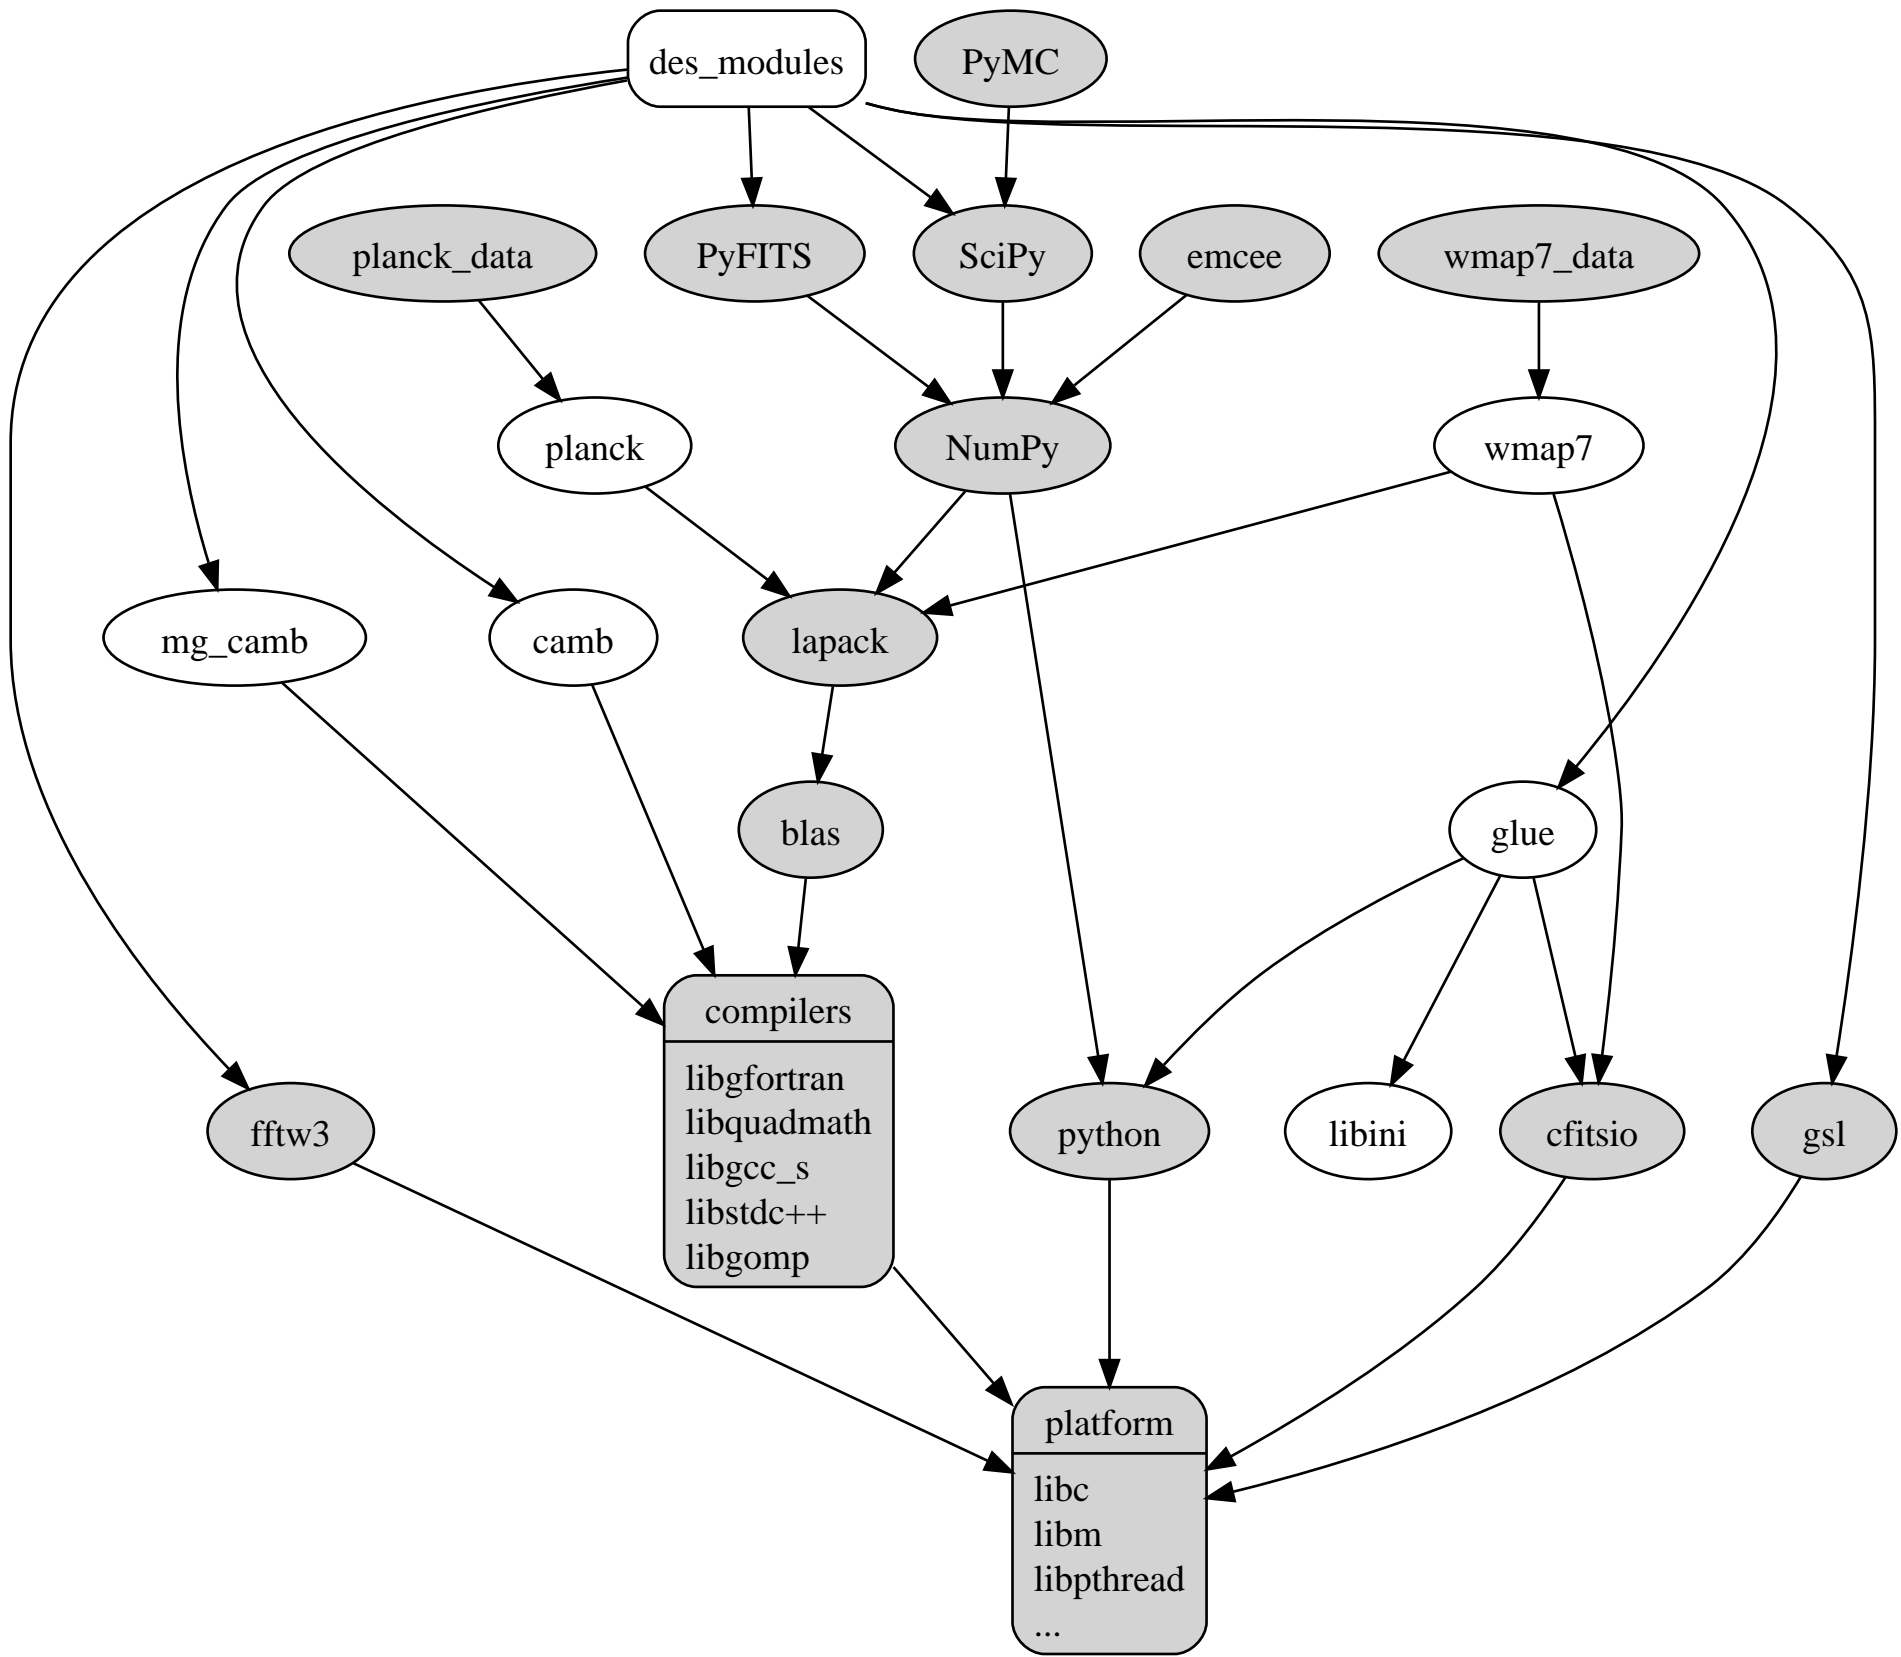 des_modules
PyMC
planck_data
PyFITS
SciPy
emcee
wmap7_data
planck
NumPy
wmap7
mg_camb
camb
lapack
blas
glue
compilers
libgfortran
libquadmath
libgcc_s
libstdc++
libgomp
fftw3
python
libini
cfitsio
gsl
platform
libc
libm
libpthread
...